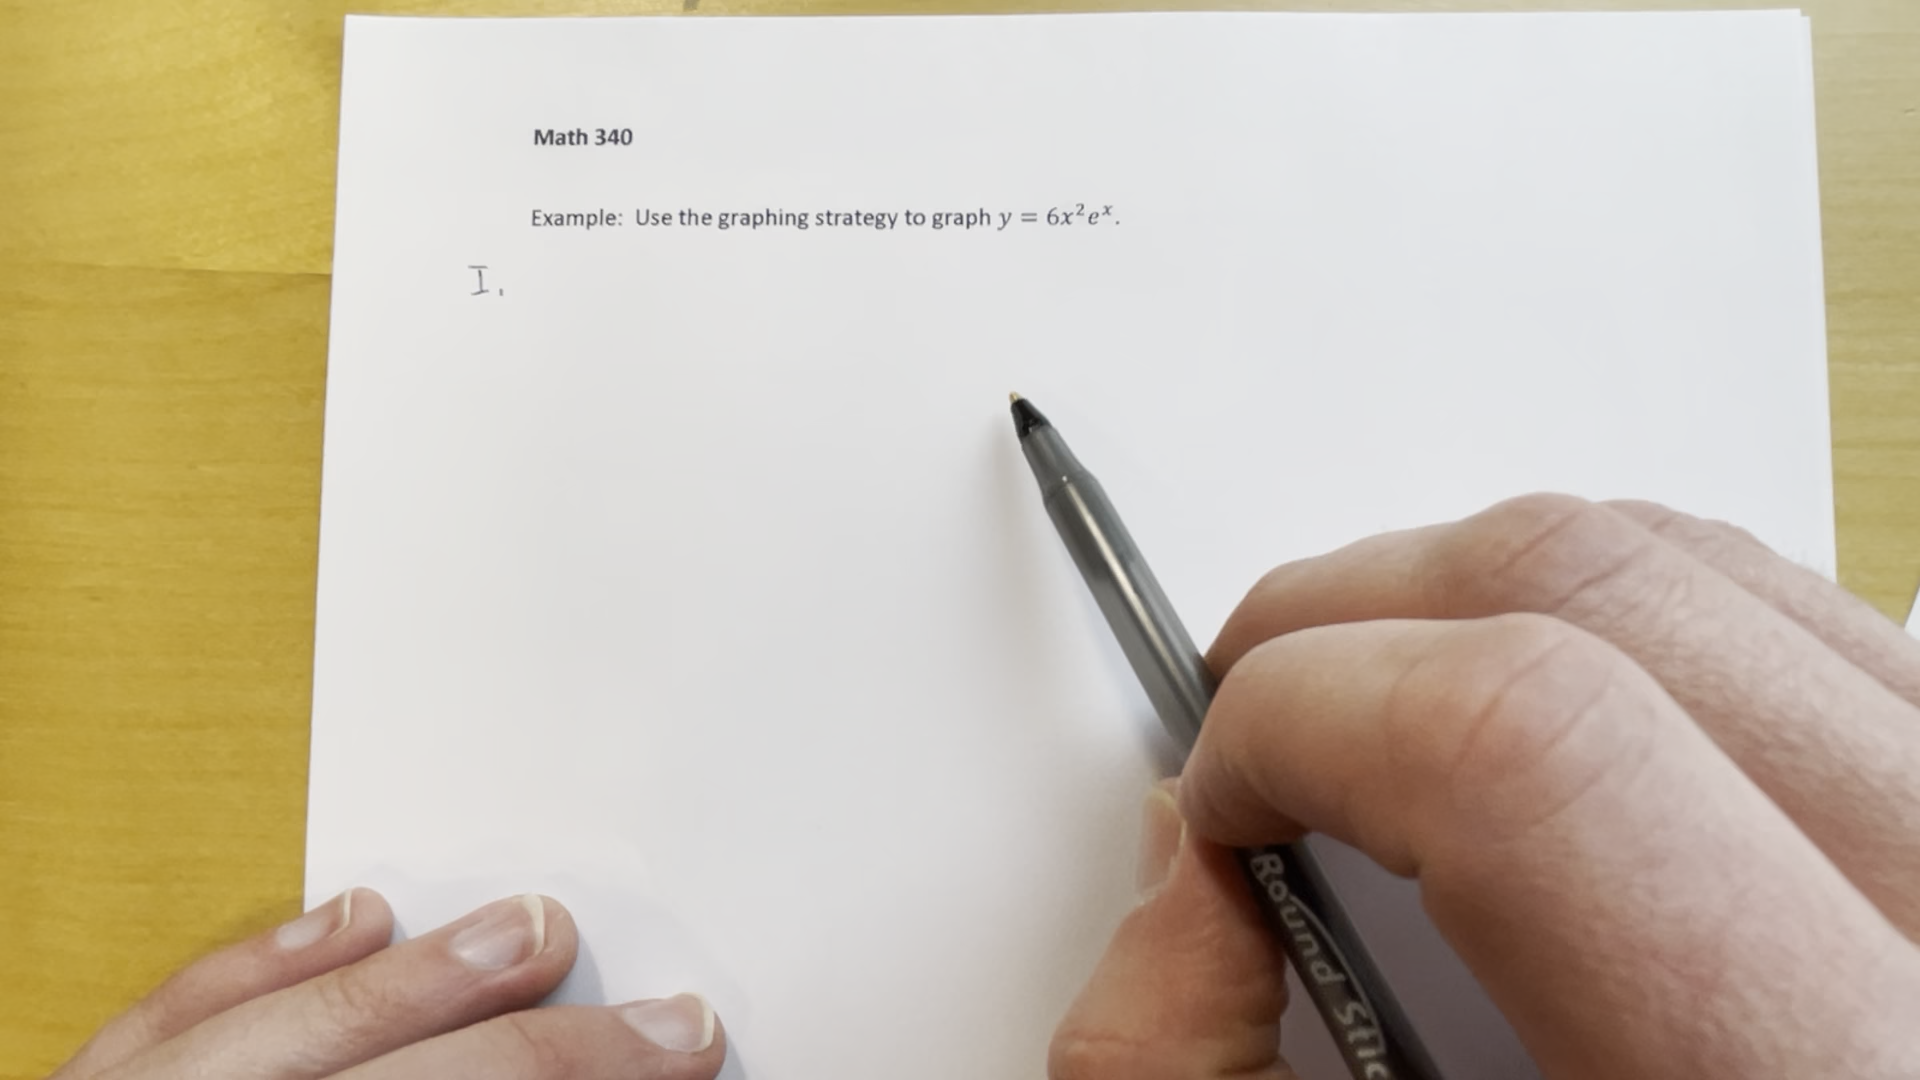 Math 340
Example: Use the graphing strategy to graph y = 6x²eˣ.
I.
Round Stic